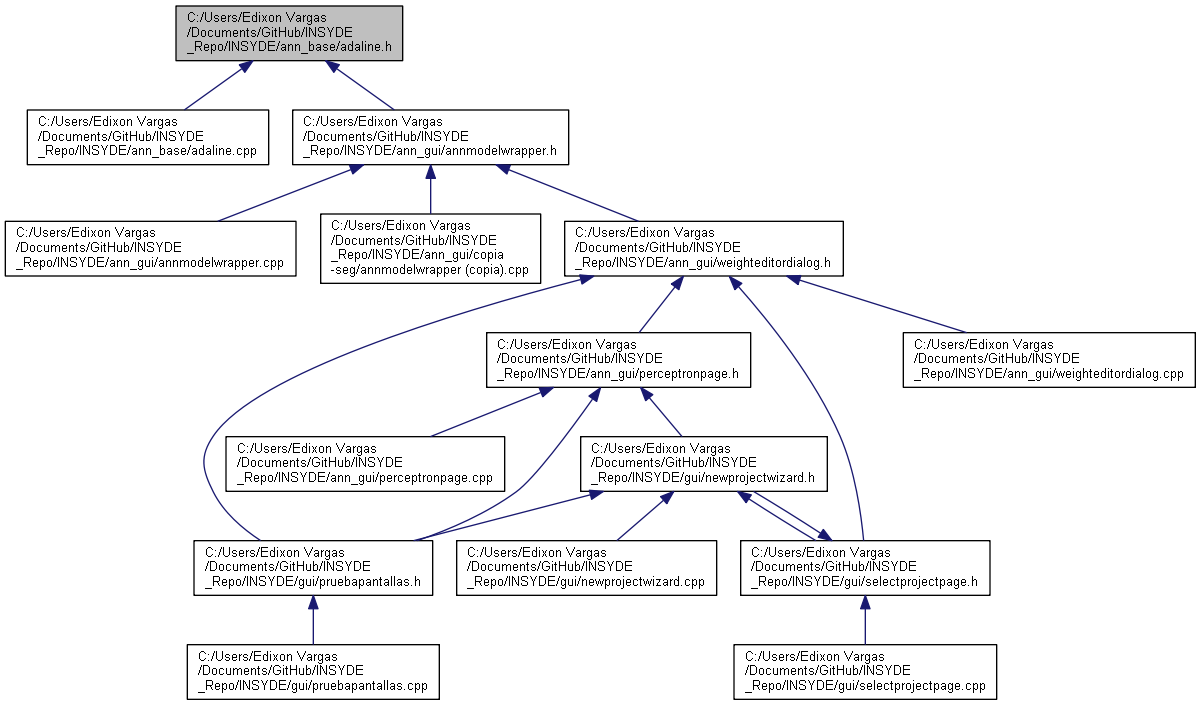 C:/Users/Edixon Vargas
/Documents/GitHub/INSYDE
_Repo/INSYDE/ann_base/adaline.h
C:/Users/Edixon Vargas
/Documents/GitHub/INSYDE
_Repo/INSYDE/ann_base/adaline.cpp
C:/Users/Edixon Vargas
/Documents/GitHub/INSYDE
_Repo/INSYDE/ann_gui/annmodelwrapper.h
C:/Users/Edixon Vargas
/Documents/GitHub/INSYDE
_Repo/INSYDE/ann_gui/annmodelwrapper.cpp
C:/Users/Edixon Vargas
/Documents/GitHub/INSYDE
_Repo/INSYDE/ann_gui/copia
-seg/annmodelwrapper (copia).cpp
C:/Users/Edixon Vargas
/Documents/GitHub/INSYDE
_Repo/INSYDE/ann_gui/weighteditordialog.h
C:/Users/Edixon Vargas
/Documents/GitHub/INSYDE
_Repo/INSYDE/ann_gui/perceptronpage.h
C:/Users/Edixon Vargas
/Documents/GitHub/INSYDE
_Repo/INSYDE/ann_gui/weighteditordialog.cpp
C:/Users/Edixon Vargas
/Documents/GitHub/INSYDE
_Repo/INSYDE/ann_gui/perceptronpage.cpp
C:/Users/Edixon Vargas
/Documents/GitHub/INSYDE
_Repo/INSYDE/gui/newprojectwizard.h
C:/Users/Edixon Vargas
/Documents/GitHub/INSYDE
_Repo/INSYDE/gui/pruebapantallas.h
C:/Users/Edixon Vargas
/Documents/GitHub/INSYDE
_Repo/INSYDE/gui/newprojectwizard.cpp
C:/Users/Edixon Vargas
/Documents/GitHub/INSYDE
_Repo/INSYDE/gui/selectprojectpage.h
C:/Users/Edixon Vargas
/Documents/GitHub/INSYDE
_Repo/INSYDE/gui/pruebapantallas.cpp
C:/Users/Edixon Vargas
/Documents/GitHub/INSYDE
_Repo/INSYDE/gui/selectprojectpage.cpp